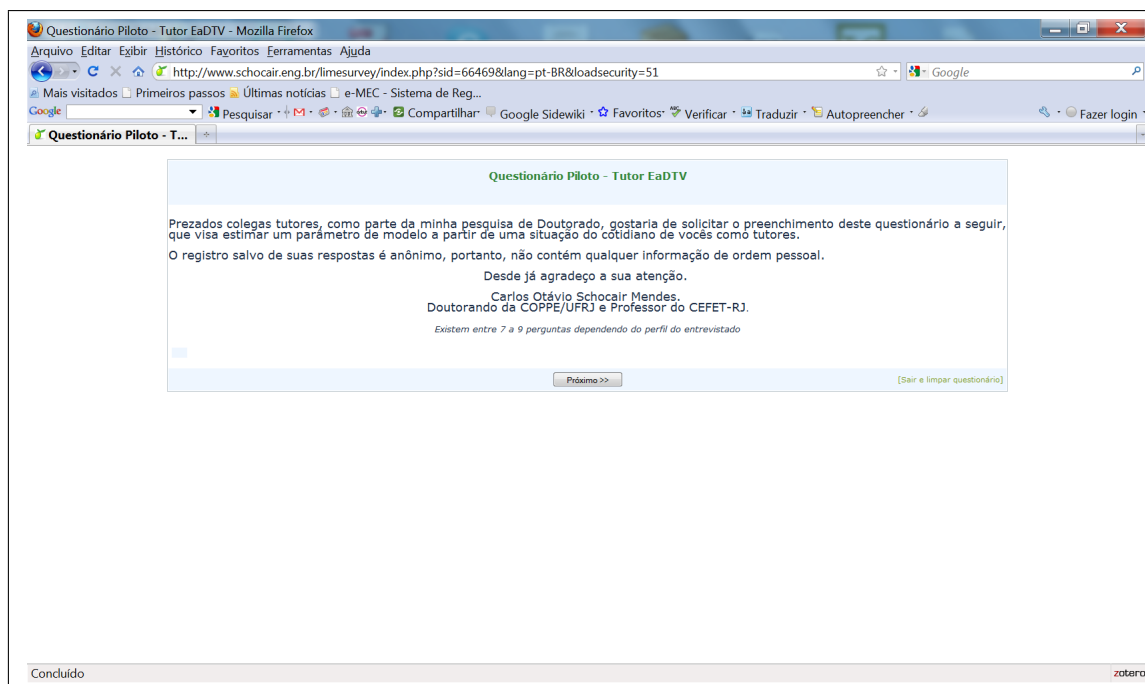 Questionário Piloto - Tutor EaDTV - Mozilla Firefox
Arquivo Editar Exibir Histórico Favoritos Ferramentas Ajuda
http://www.schocair.eng.br/limesurvey/index.php?sid=66469&lang=pt-BR&loadsecurity=51 Google
Mais visitados Primeiros passos Últimas notícias e-MEC - Sistema de Reg...
Google Pesquisar Compartilhar Google Sidewiki Favoritos Verificar Traduzir Autopreencher Fazer login
Questionário Piloto - T...
Questionário Piloto - Tutor EaDTV
Prezados colegas tutores, como parte da minha pesquisa de Doutorado, gostaria de solicitar o preenchimento deste questionário a seguir,
que visa estimar um parâmetro de modelo a partir de uma situação do cotidiano de vocês como tutores.
O registro salvo de suas respostas é anônimo, portanto, não contém qualquer informação de ordem pessoal.
Desde já agradeço a sua atenção.
Carlos Otávio Schocair Mendes.
Doutorando da COPPE/UFRJ e Professor do CEFET-RJ.
Existem entre 7 a 9 perguntas dependendo do perfil do entrevistado
Próximo >> [Sair e limpar questionário]
Concluído zotero